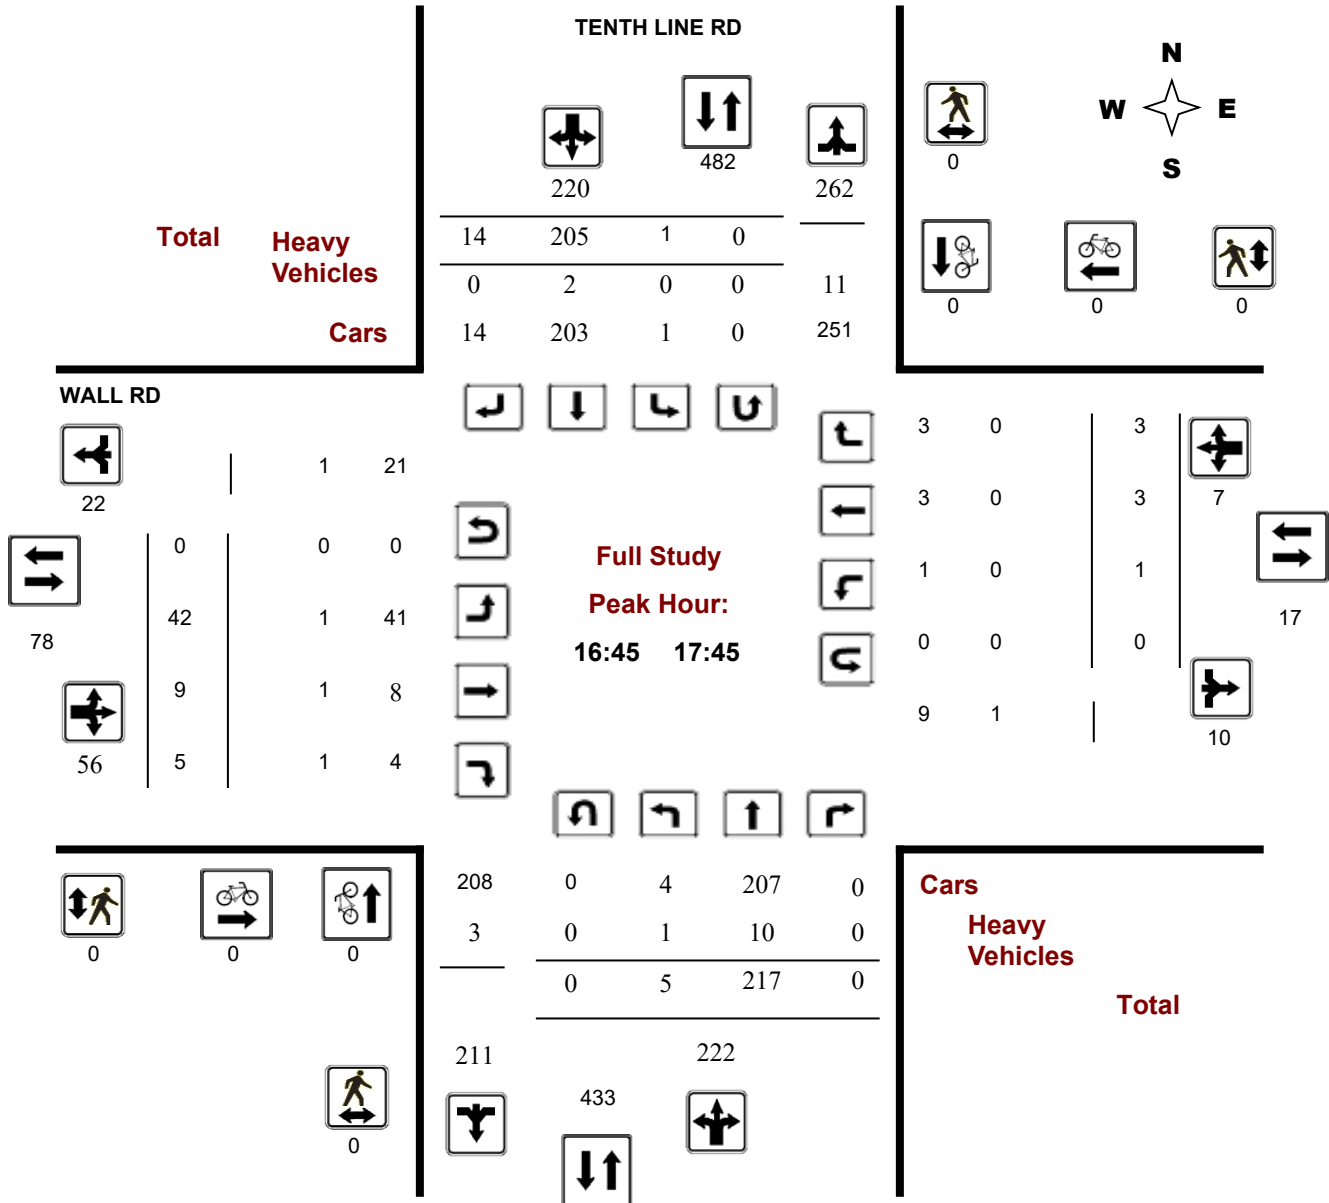 TENTH LINE RD
N
W E
S
482
220 262
0
Total Heavy Vehicles
14 205 1 0
0 2 0 0 11
0 0 0
Cars 14 203 1 0 251
WALL RD
3 0 3
1 21
22
3 0 3 7
0 0 0
Full Study
1 0 1
42 1 41
Peak Hour:
17
78
16:45 17:45
0 0 0
9 1 8
9 1
10
56 5 1 4
208 0 4 207 0 Cars
3 0 1 10 0 Heavy Vehicles
0 0 0
0 5 217 0
Total
211 222
433
0